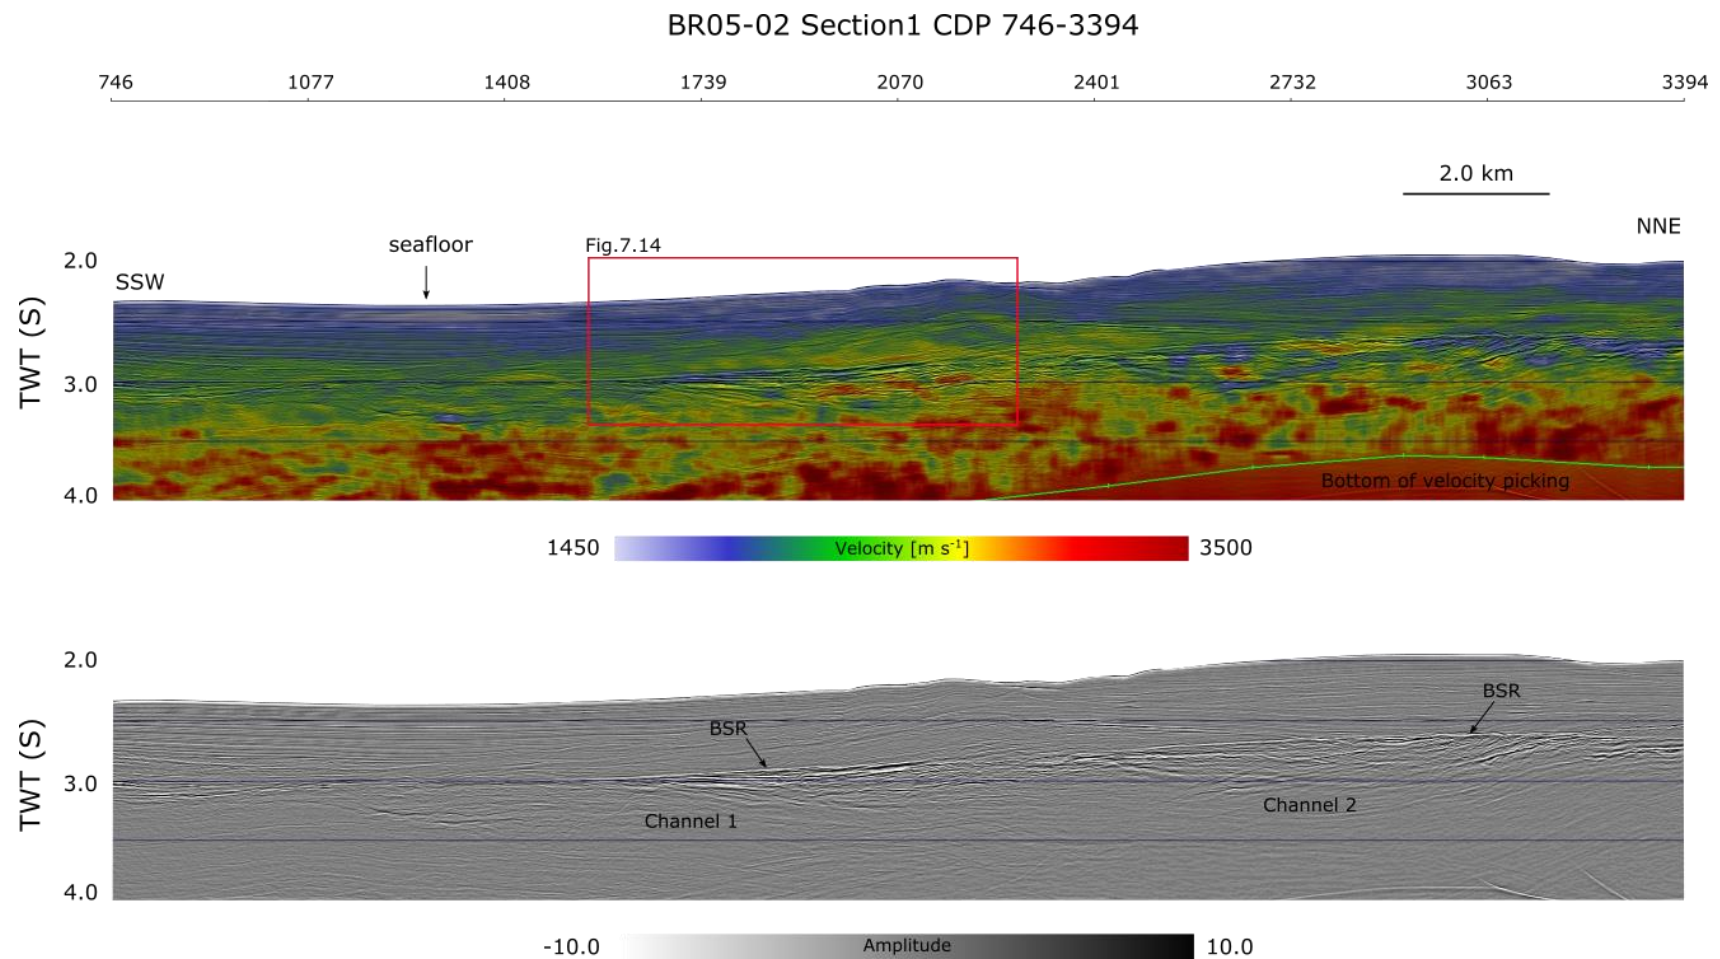 BR05-02 Section1 CDP 746-3394
746 1077 1408 1739 2070 2401 2732 3063 3394
2.0 km
NNE
seafloor
Fig.7.14
2.0
SSW
TWT (S)
3.0
4.0
Bottom of velocity picking
1450 Velocity [m s⁻¹] 3500
2.0
BSR
BSR
TWT (S)
3.0
Channel 2
Channel 1
4.0
-10.0 Amplitude 10.0